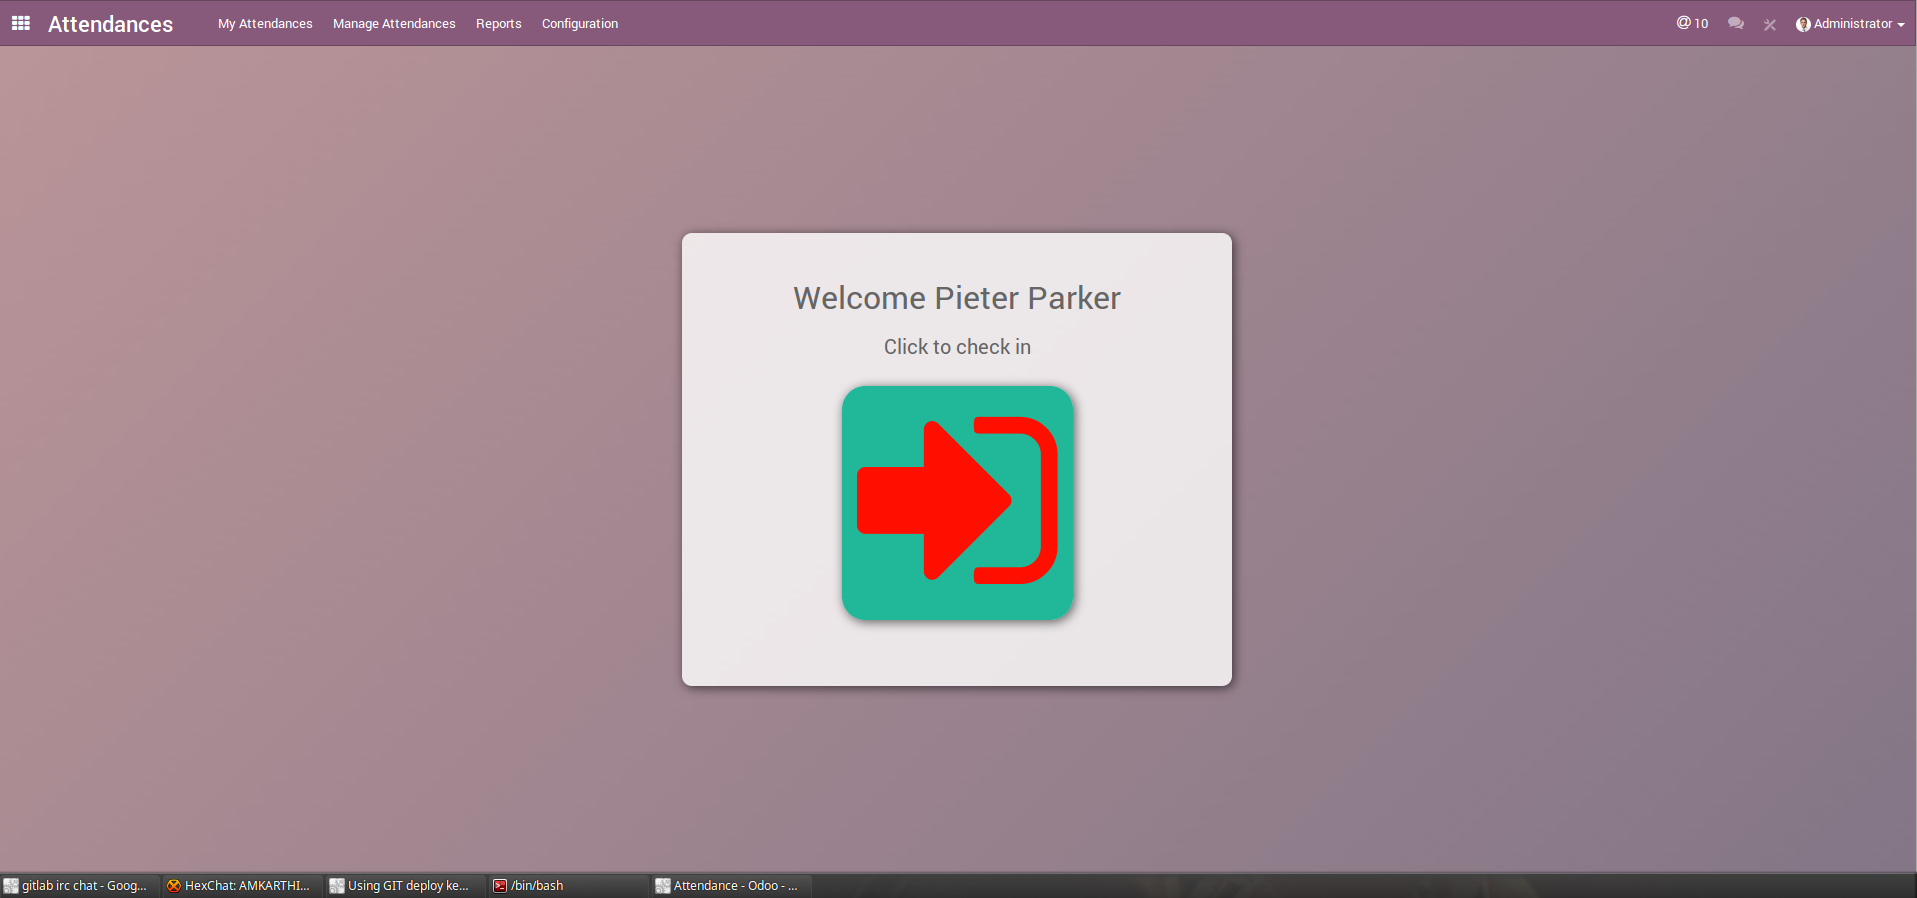 Attendances My Attendances Manage Attendances Reports Configuration @ 10 Administrator
Welcome Pieter Parker
Click to check in
gitlab irc chat - Goog... HexChat: AMKARTHI... Using GIT deploy ke... /bin/bash Attendance - Odoo - ...